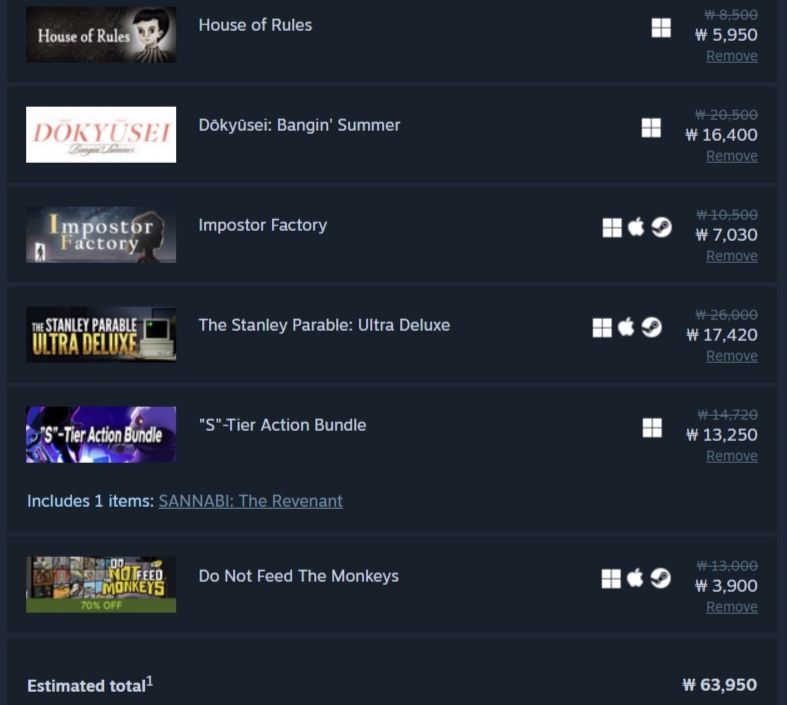 House of Rules
House of Rules
₩ 8,500
₩ 5,950
Remove
DŌKYŪSEI
Bangin' Summer
Dōkyūsei: Bangin' Summer
₩ 20,500
₩ 16,400
Remove
Impostor
Factory
Impostor Factory
₩ 10,500
₩ 7,030
Remove
THE STANLEY PARABLE
ULTRA DELUXE
The Stanley Parable: Ultra Deluxe
₩ 26,000
₩ 17,420
Remove
"S"-Tier Action Bundle
"S"-Tier Action Bundle
₩ 14,720
₩ 13,250
Remove
Includes 1 items: SANNABI: The Revenant
DO
NOT FEED
THE
MONKEYS
70% OFF
Do Not Feed The Monkeys
₩ 13,000
₩ 3,900
Remove
Estimated total¹ ₩ 63,950